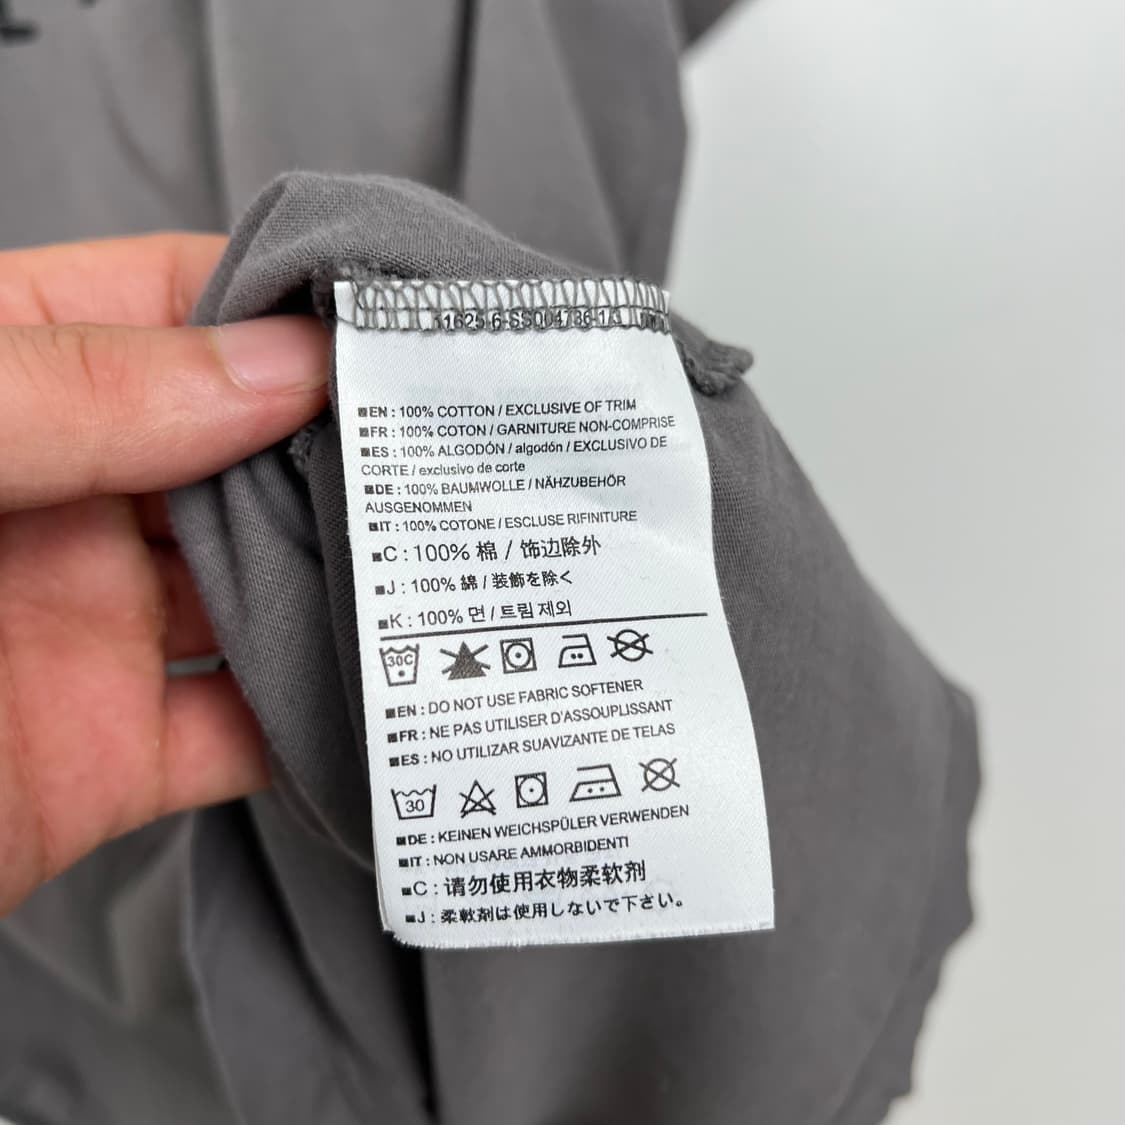 11625-6-SS004736-1/3
EN : 100% COTTON / EXCLUSIVE OF TRIM
FR : 100% COTON / GARNITURE NON-COMPRISE
ES : 100% ALGODÓN / algodón / EXCLUSIVO DE
CORTE / exclusivo de corte
DE : 100% BAUMWOLLE / NÄHZUBEHÖR
AUSGENOMMEN
IT : 100% COTONE / ESCLUSE RIFINITURE
C : 100% 棉 / 饰边除外
J : 100% 綿 / 装飾を除く
K : 100% 면 / 트림 제외
30C
EN : DO NOT USE FABRIC SOFTENER
FR : NE PAS UTILISER D'ASSOUPLISSANT
ES : NO UTILIZAR SUAVIZANTE DE TELAS
30
DE : KEINEN WEICHSPÜLER VERWENDEN
IT : NON USARE AMMORBIDENTI
C : 请勿使用衣物柔软剂
J : 柔軟剤は使用しないで下さい。